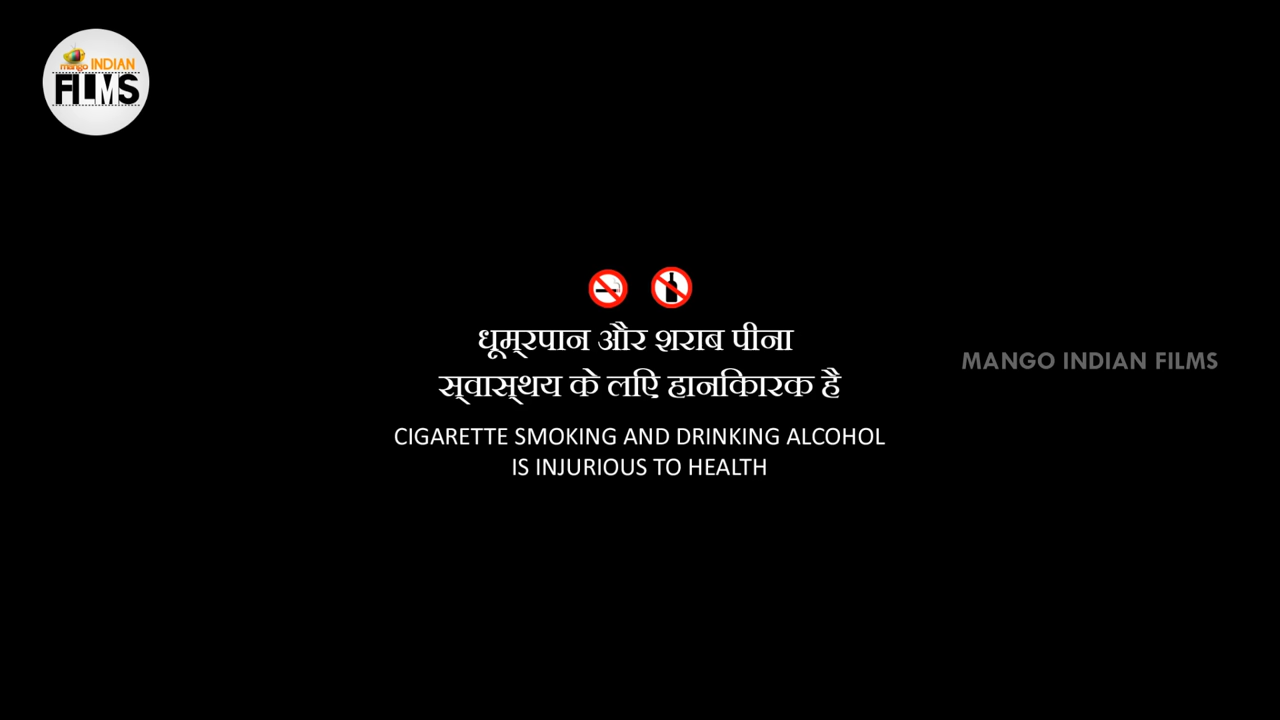 mango INDIAN
FILMS
धूम्रपान और शराब पीना
स्वास्थय के लिए हानिकारक है
MANGO INDIAN FILMS
CIGARETTE SMOKING AND DRINKING ALCOHOL
IS INJURIOUS TO HEALTH